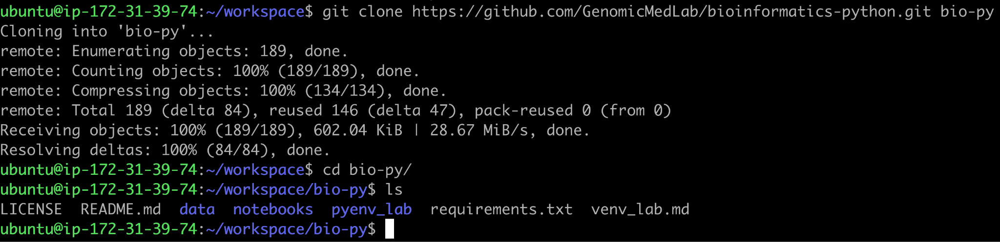 ubuntu@ip-172-31-39-74:~/workspace$ git clone https://github.com/GenomicMedLab/bioinformatics-python.git bio-py
Cloning into 'bio-py'...
remote: Enumerating objects: 189, done.
remote: Counting objects: 100% (189/189), done.
remote: Compressing objects: 100% (134/134), done.
remote: Total 189 (delta 84), reused 146 (delta 47), pack-reused 0 (from 0)
Receiving objects: 100% (189/189), 602.04 KiB | 28.67 MiB/s, done.
Resolving deltas: 100% (84/84), done.
ubuntu@ip-172-31-39-74:~/workspace$ cd bio-py/
ubuntu@ip-172-31-39-74:~/workspace/bio-py$ ls
LICENSE  README.md  data  notebooks  pyenv_lab  requirements.txt  venv_lab.md
ubuntu@ip-172-31-39-74:~/workspace/bio-py$